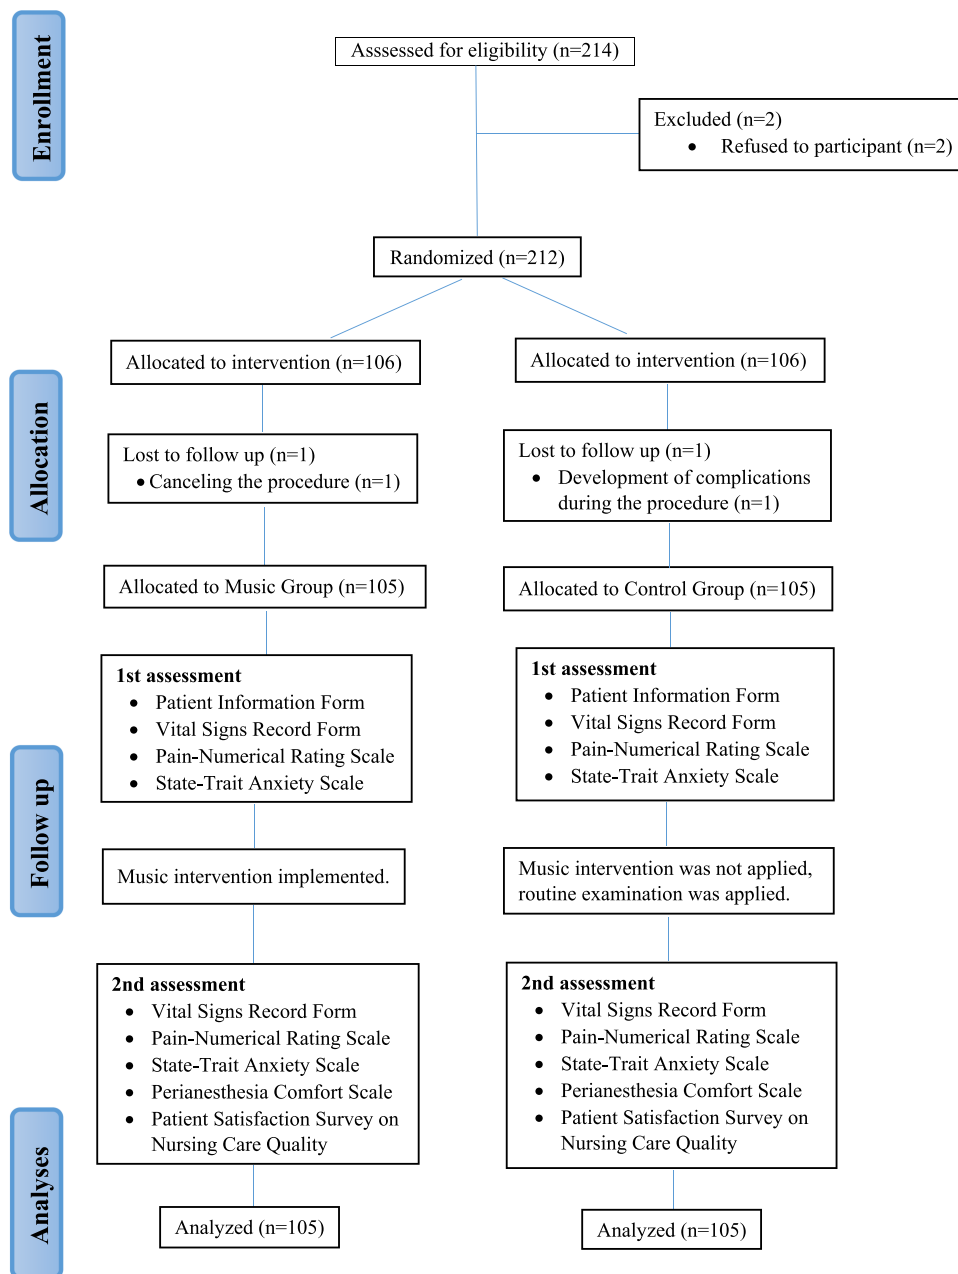 Enrollment
Asssessed for eligibility (n=214)
Excluded (n=2)
• Refused to participant (n=2)
Randomized (n=212)
Allocation
Allocated to intervention (n=106)
Allocated to intervention (n=106)
Lost to follow up (n=1)
• Canceling the procedure (n=1)
Lost to follow up (n=1)
• Development of complications
during the procedure (n=1)
Allocated to Music Group (n=105)
Allocated to Control Group (n=105)
Follow up
1st assessment
• Patient Information Form
• Vital Signs Record Form
• Pain-Numerical Rating Scale
• State-Trait Anxiety Scale
1st assessment
• Patient Information Form
• Vital Signs Record Form
• Pain-Numerical Rating Scale
• State-Trait Anxiety Scale
Music intervention implemented.
Music intervention was not applied,
routine examination was applied.
2nd assessment
• Vital Signs Record Form
• Pain-Numerical Rating Scale
• State-Trait Anxiety Scale
• Perianesthesia Comfort Scale
• Patient Satisfaction Survey on
Nursing Care Quality
2nd assessment
• Vital Signs Record Form
• Pain-Numerical Rating Scale
• State-Trait Anxiety Scale
• Perianesthesia Comfort Scale
• Patient Satisfaction Survey on
Nursing Care Quality
Analyses
Analyzed (n=105)
Analyzed (n=105)